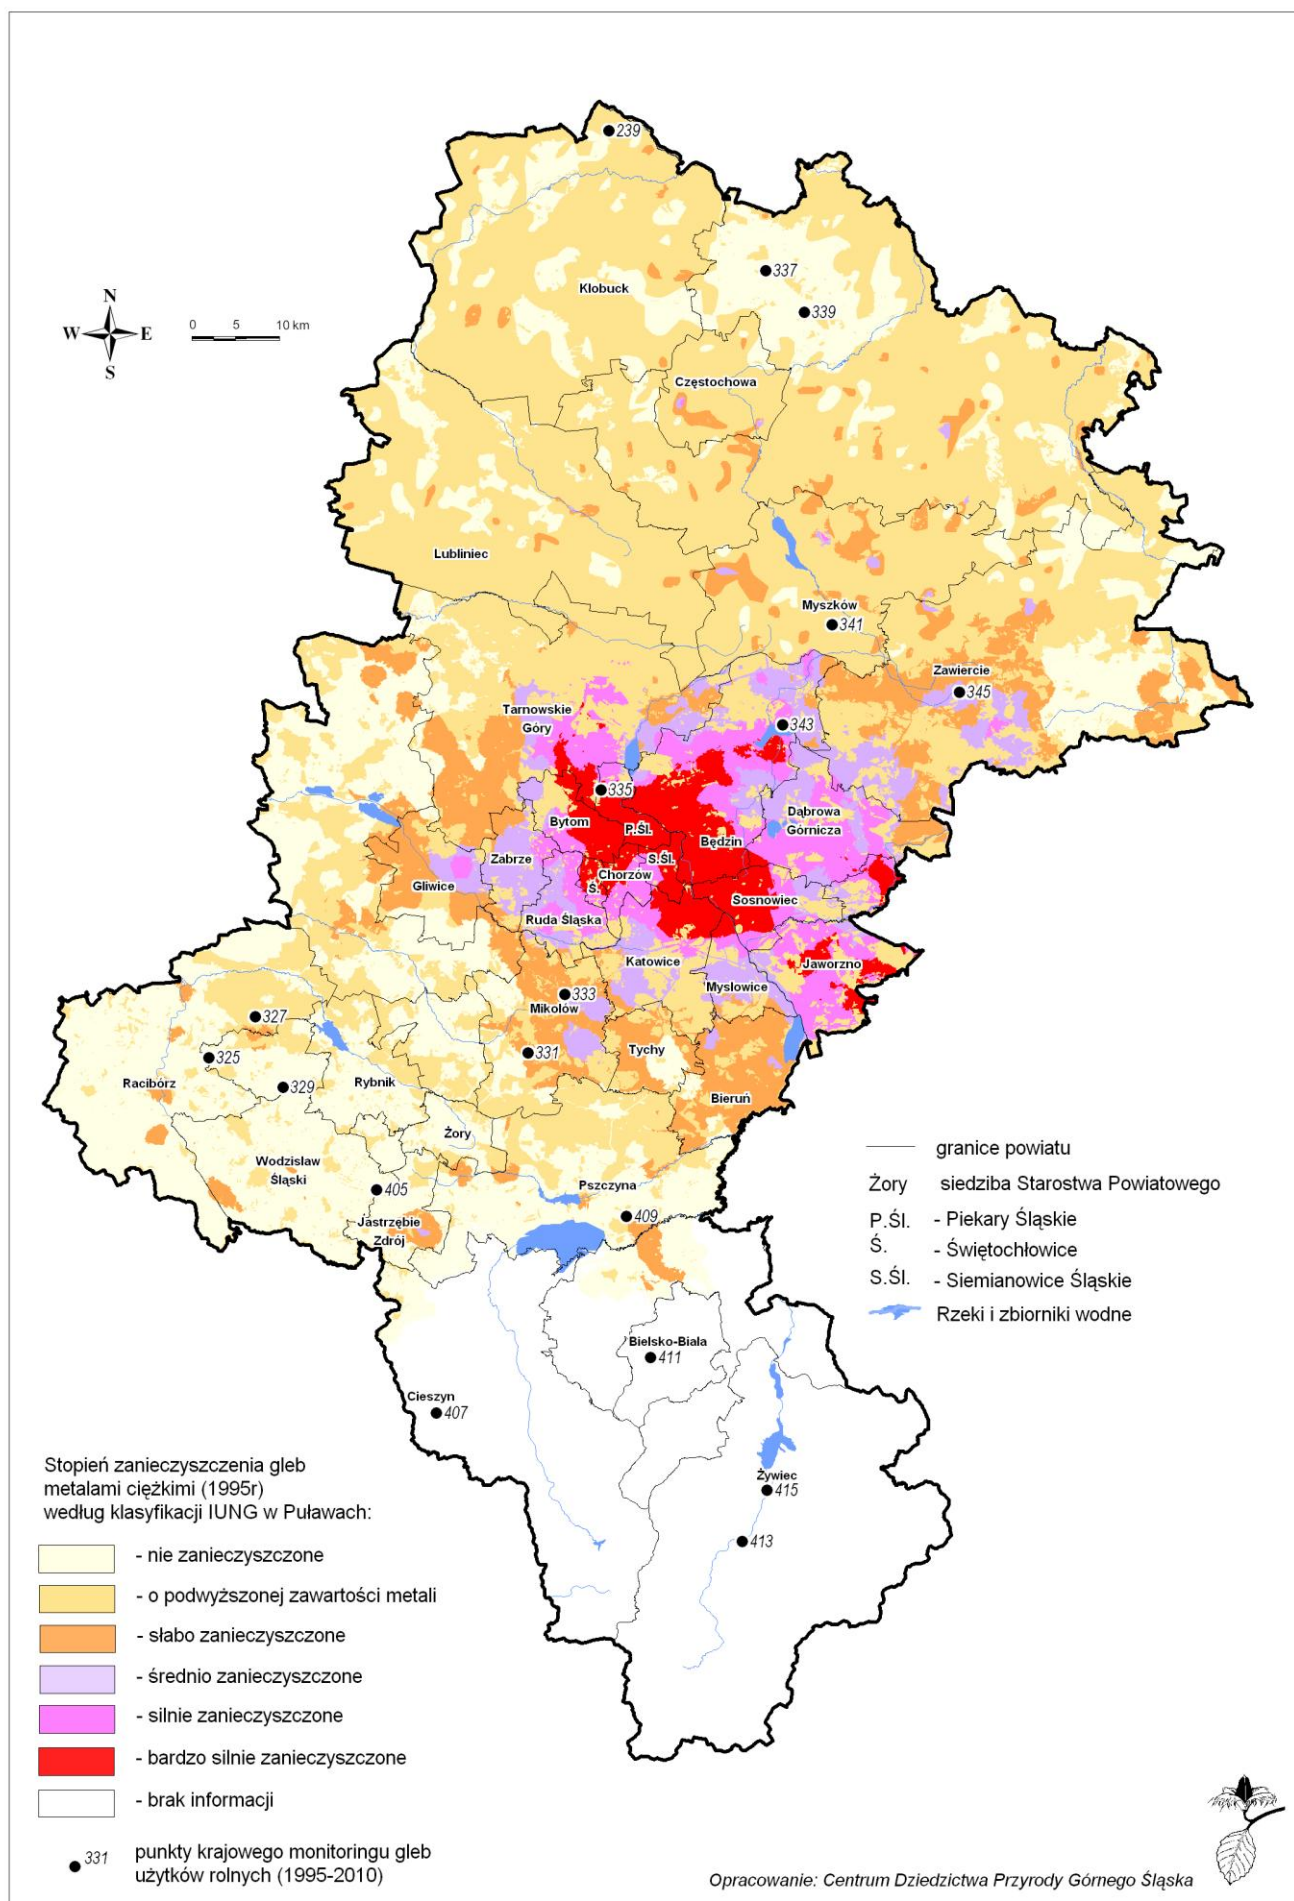 239
337
339
Kłobuck
N
W
E
S
0 5 10 km
Częstochowa
Lubliniec
Myszków
341
Zawiercie
345
Tarnowskie
Góry
343
335
Bytom
P.Śl.
Będzin
Dąbrowa
Górnicza
Zabrze
S.Śl.
Chorzów
Ś.
Gliwice
Sosnowiec
Ruda Śląska
Katowice
Jaworzno
Mysłowice
333
Mikołów
327
325
331
Tychy
Racibórz
329
Rybnik
Bieruń
Żory
Wodzisław
Śląski
405
Pszczyna
409
Jastrzębie
Zdrój
granice powiatu
Żory siedziba Starostwa Powiatowego
P.Śl. - Piekary Śląskie
Ś. - Świętochłowice
S.Śl. - Siemianowice Śląskie
Rzeki i zbiorniki wodne
Bielsko-Biała
411
Cieszyn
407
Żywiec
415
413
Stopień zanieczyszczenia gleb
metalami ciężkimi (1995r)
według klasyfikacji IUNG w Puławach:
- nie zanieczyszczone
- o podwyższonej zawartości metali
- słabo zanieczyszczone
- średnio zanieczyszczone
- silnie zanieczyszczone
- bardzo silnie zanieczyszczone
- brak informacji
331 punkty krajowego monitoringu gleb
użytków rolnych (1995-2010)
Opracowanie: Centrum Dziedzictwa Przyrody Górnego Śląska